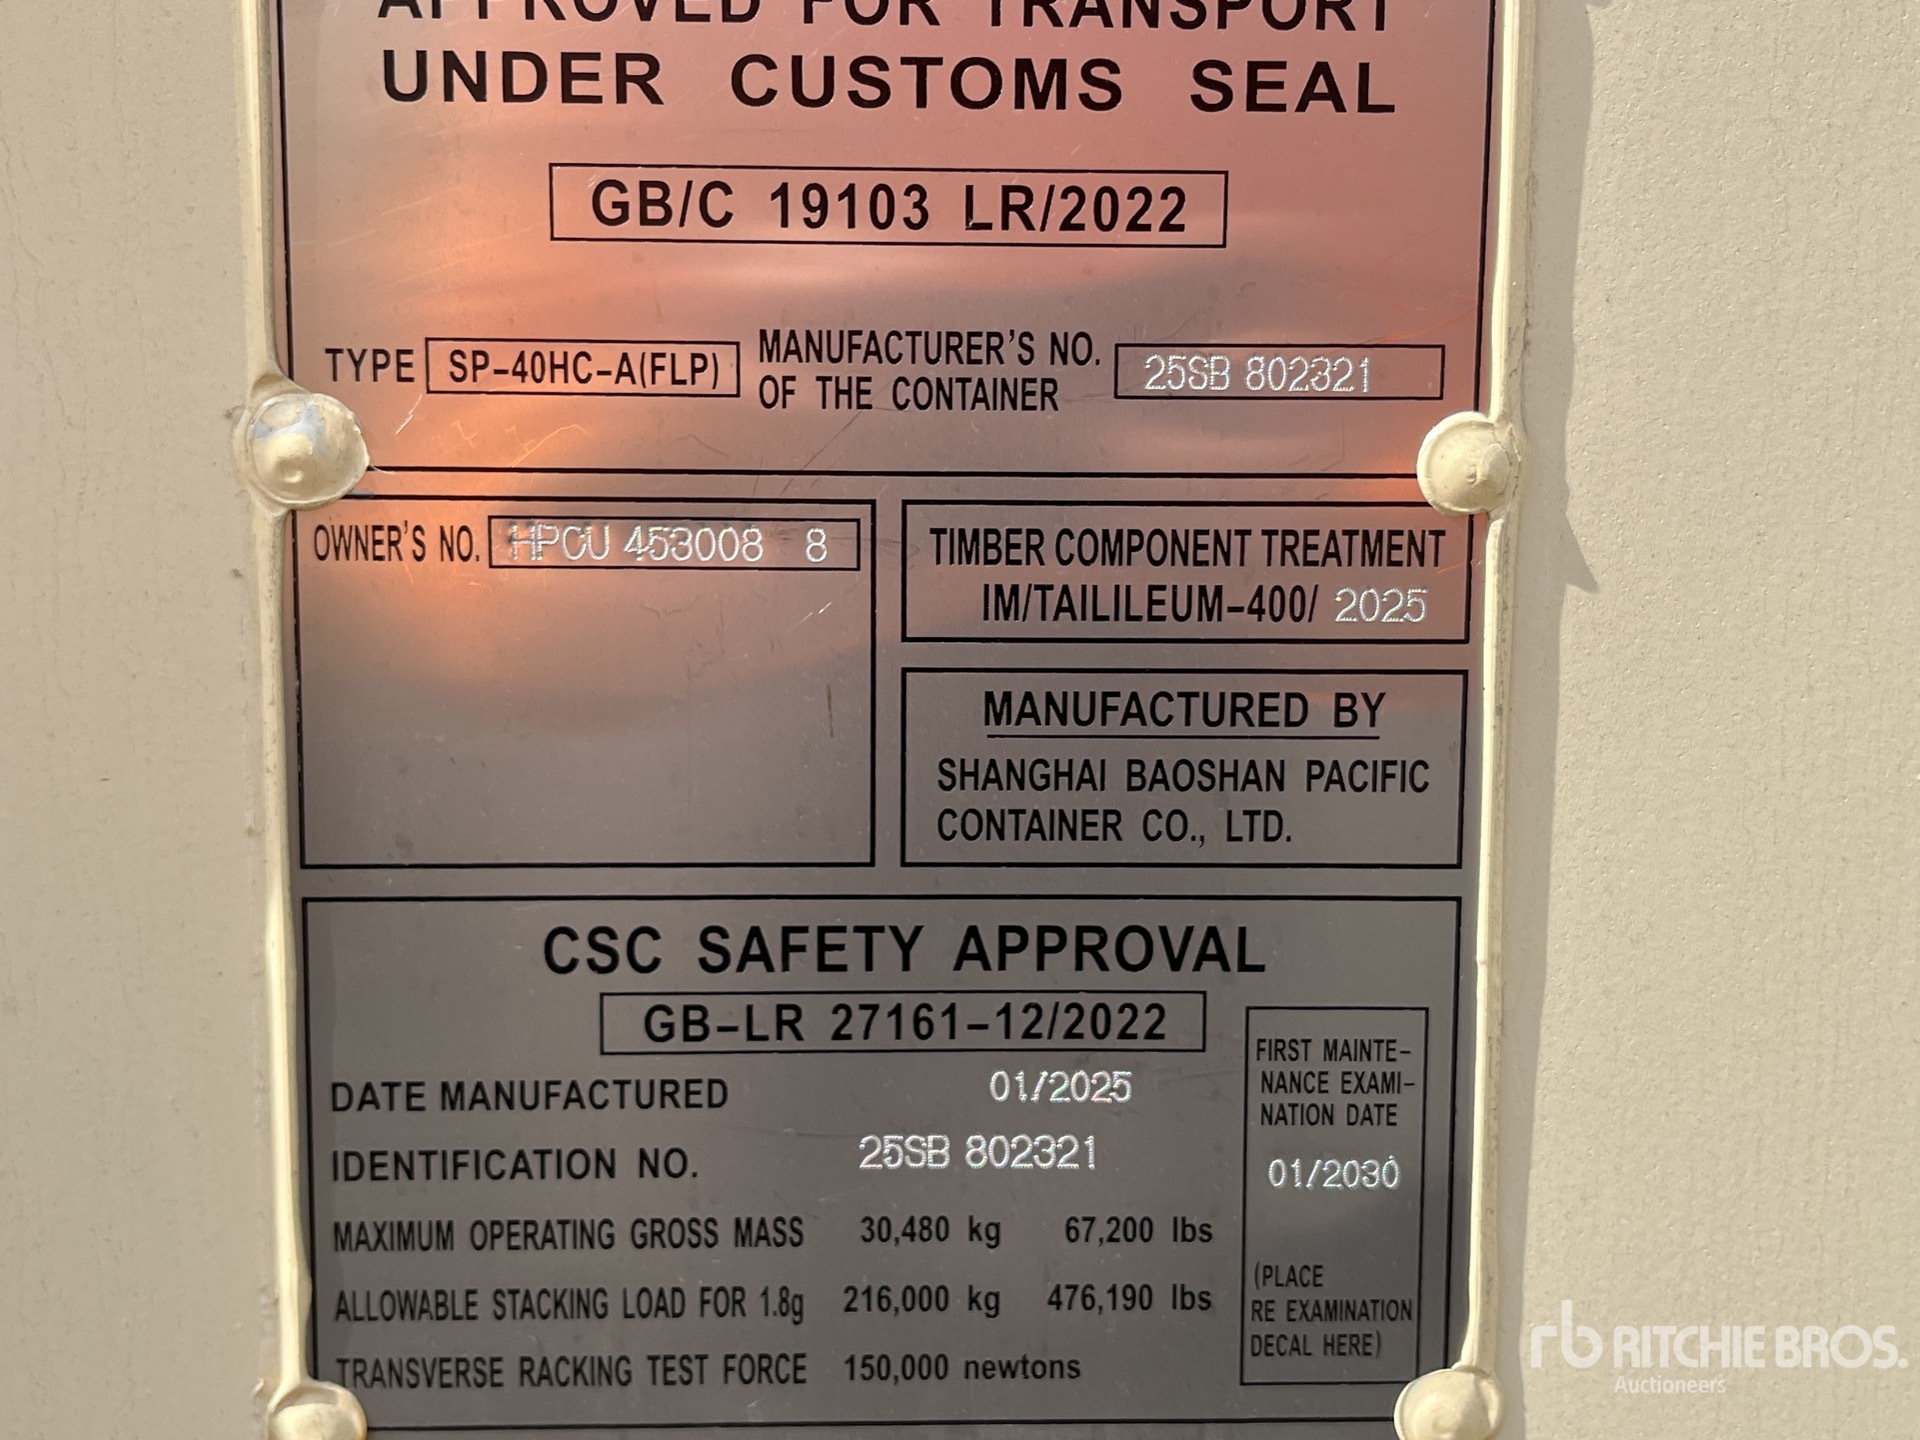 APPROVED FOR TRANSPORT
UNDER CUSTOMS SEAL
GB/C 19103 LR/2022
TYPE SP-40HC-A(FLP) MANUFACTURER'S NO.
OF THE CONTAINER 25SB 802321
OWNER'S NO. HPCU 453008 8
TIMBER COMPONENT TREATMENT
IM/TAILILEUM-400/ 2025
MANUFACTURED BY
SHANGHAI BAOSHAN PACIFIC
CONTAINER CO., LTD.
CSC SAFETY APPROVAL
GB-LR 27161-12/2022
DATE MANUFACTURED 01/2025
IDENTIFICATION NO. 25SB 802321
MAXIMUM OPERATING GROSS MASS 30,480 kg 67,200 lbs
ALLOWABLE STACKING LOAD FOR 1.8g 216,000 kg 476,190 lbs
TRANSVERSE RACKING TEST FORCE 150,000 newtons
FIRST MAINTE-
NANCE EXAMI-
NATION DATE
01/2030
(PLACE
RE EXAMINATION
DECAL HERE)
rb RITCHIE BROS.
Auctioneers